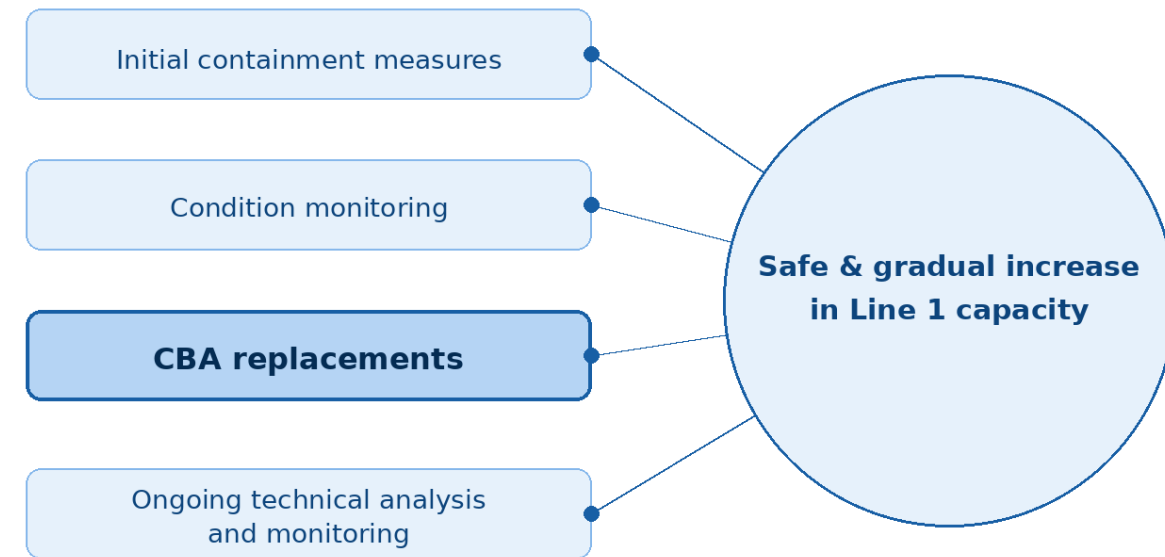 Initial containment measures
Condition monitoring
CBA replacements
Ongoing technical analysis
and monitoring
Safe & gradual increase
in Line 1 capacity